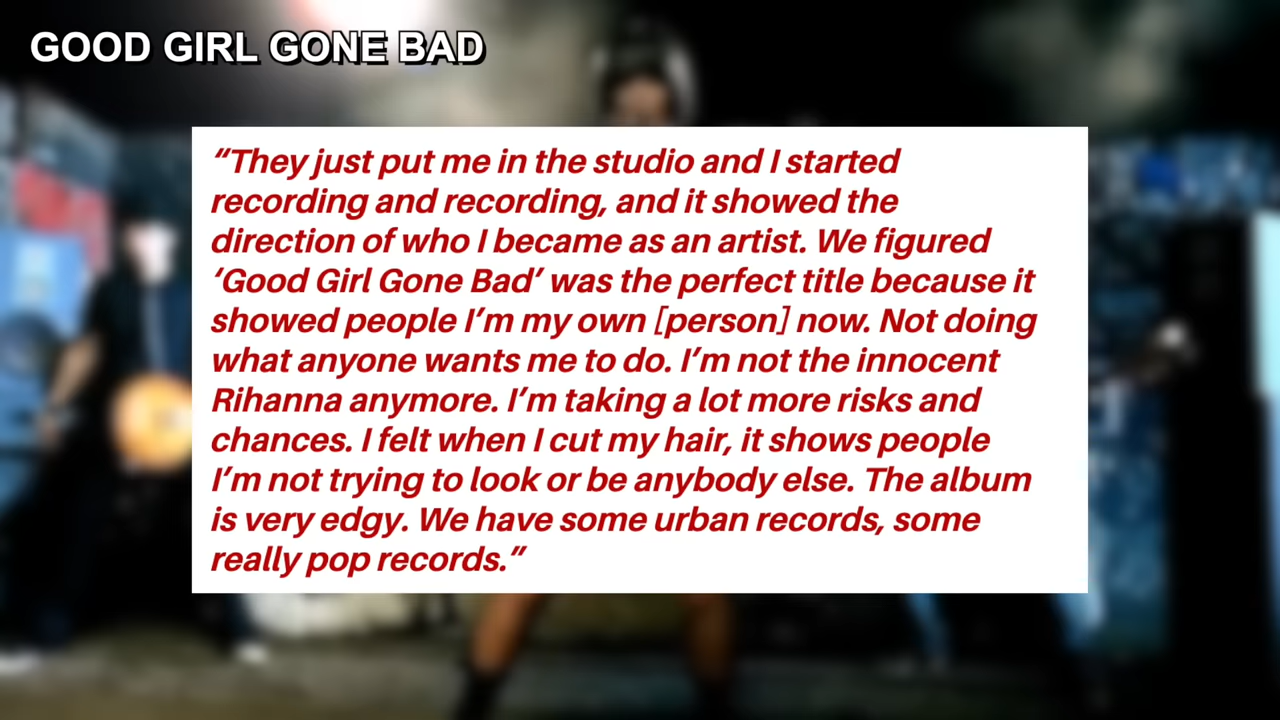 GOOD GIRL GONE BAD
“They just put me in the studio and I started
recording and recording, and it showed the
direction of who I became as an artist. We figured
‘Good Girl Gone Bad’ was the perfect title because it
showed people I’m my own [person] now. Not doing
what anyone wants me to do. I’m not the innocent
Rihanna anymore. I’m taking a lot more risks and
chances. I felt when I cut my hair, it shows people
I’m not trying to look or be anybody else. The album
is very edgy. We have some urban records, some
really pop records.”